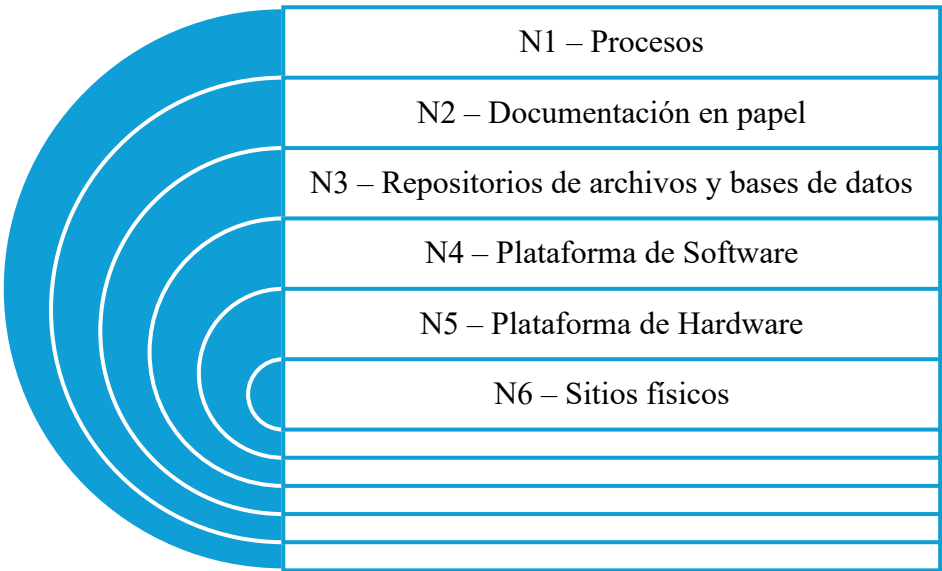 N1 – Procesos
N2 – Documentación en papel
N3 – Repositorios de archivos y bases de datos
N4 – Plataforma de Software
N5 – Plataforma de Hardware
N6 – Sitios físicos